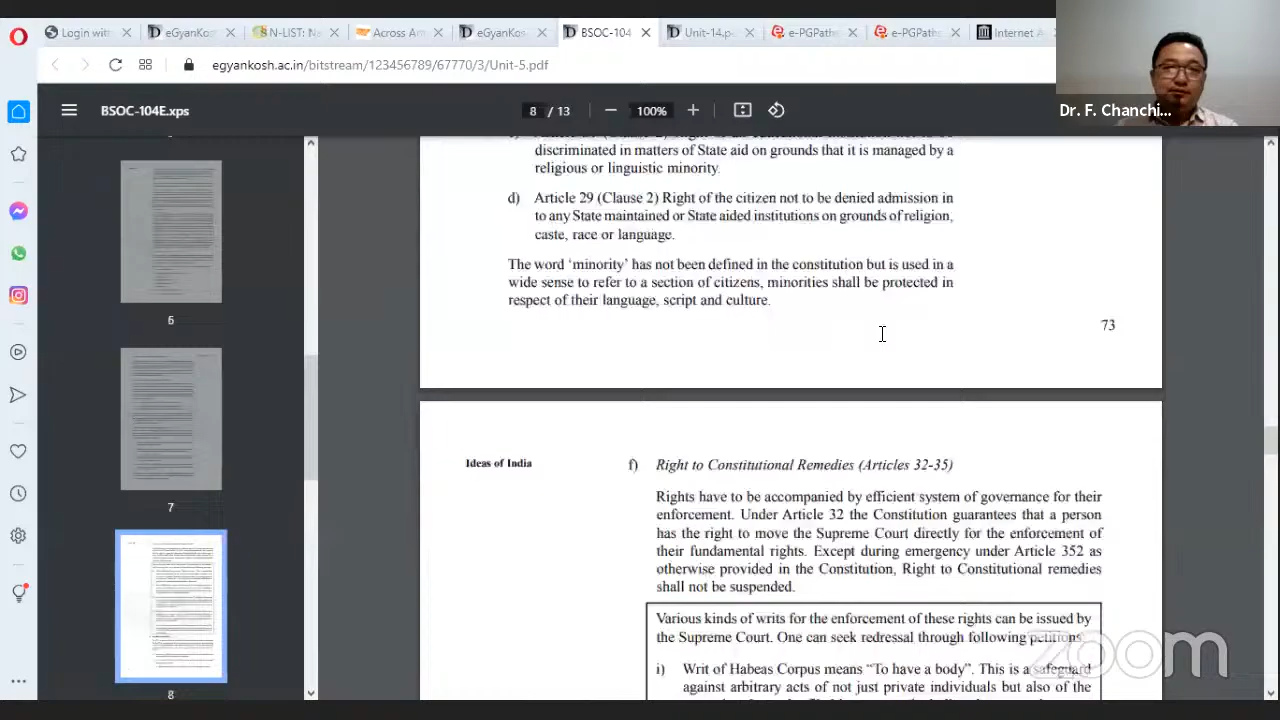 Login with
eGyanKos
N-LIST: Na
Across Am
eGyanKos
BSOC-104
Unit-14.p
e-PGPaths
e-PGPaths
Internet A
egyankosh.ac.in/bitstream/123456789/67770/3/Unit-5.pdf
BSOC-104E.xps
8 / 13
100%
Dr. F. Chanchi...
discriminated in matters of State aid on grounds that it is managed by a
religious or linguistic minority.
d) Article 29 (Clause 2) Right of the citizen not to be denied admission in
to any State maintained or State aided institutions on grounds of religion,
caste, race or language.
The word ‘minority’ has not been defined in the constitution but is used in a
wide sense to refer to a section of citizens, minorities shall be protected in
respect of their language, script and culture.
73
6
7
8
Ideas of India
f) Right to Constitutional Remedies (Articles 32-35)
Rights have to be accompanied by efficient system of governance for their
enforcement. Under Article 32 the Constitution guarantees that a person
has the right to move the Supreme Court directly for the enforcement of
their fundamental rights. Except during emergency under Article 352 as
otherwise provided in the Constitution, Right to Constitutional remedies
shall not be suspended.
Various kinds of writs for the enforcement of these rights can be issued by
the Supreme Court. One can seek redressal through following petitions
i) Writ of Habeas Corpus means “To have a body”. This is a safeguard
against arbitrary acts of not just private individuals but also of the
zoom